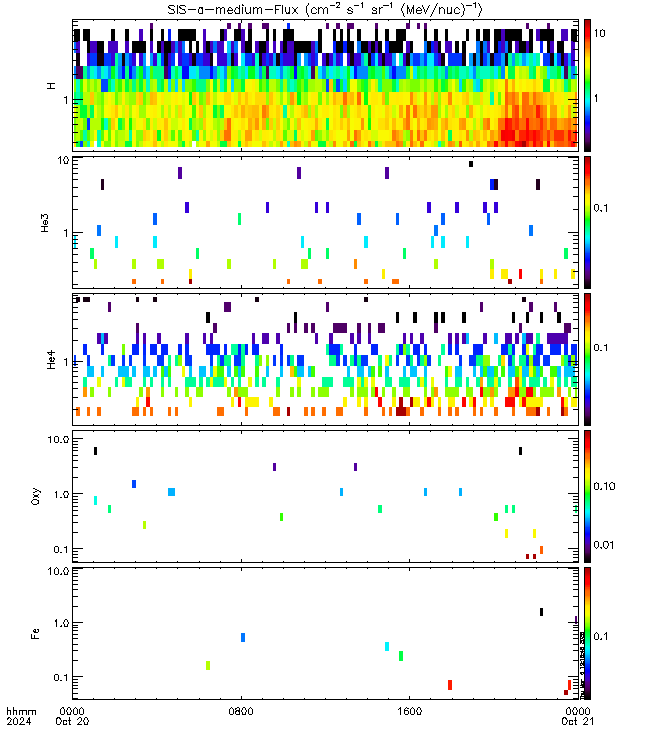 SIS-a-medium-Flux (cm⁻² s⁻¹ sr⁻¹ (MeV/nuc)⁻¹)
H
1
10
1
He3
10
1
0.1
He4
1
0.1
Oxy
10.0
1.0
0.1
0.10
0.01
Fe
10.0
1.0
0.1
0.1
hhmm 0000 0800 1600 0000
2024 Oct 20 Oct 21